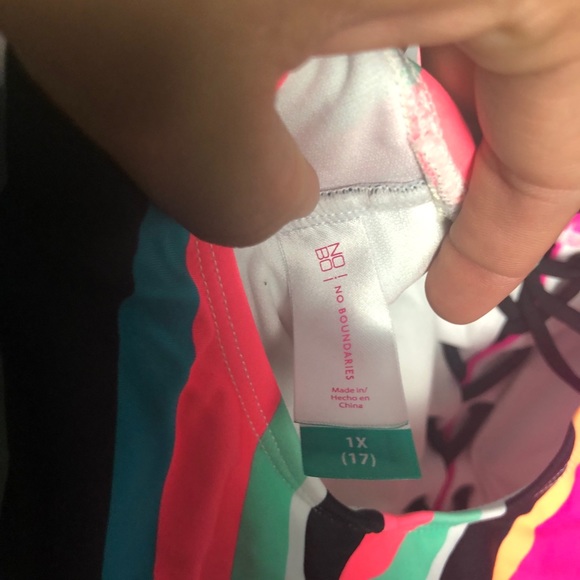 NO!
BO!
NO BOUNDARIES
Made in/
Hecho en
China
1X
(17)